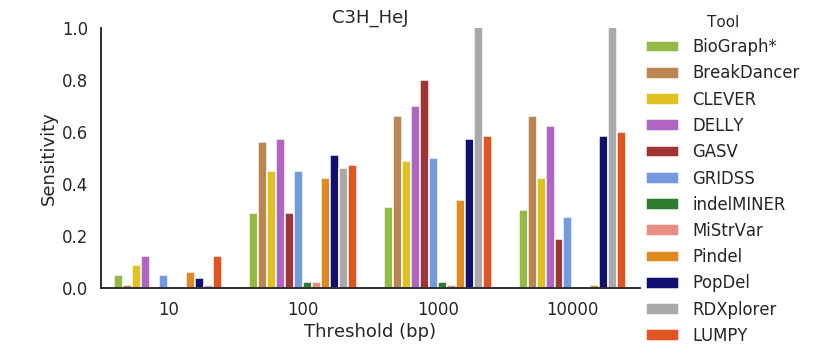 C3H_HeJ
Sensitivity
1.0
0.8
0.6
0.4
0.2
0.0
10
100
1000
10000
Threshold (bp)
Tool
BioGraph*
BreakDancer
CLEVER
DELLY
GASV
GRIDSS
indelMINER
MiStrVar
Pindel
PopDel
RDXplorer
LUMPY